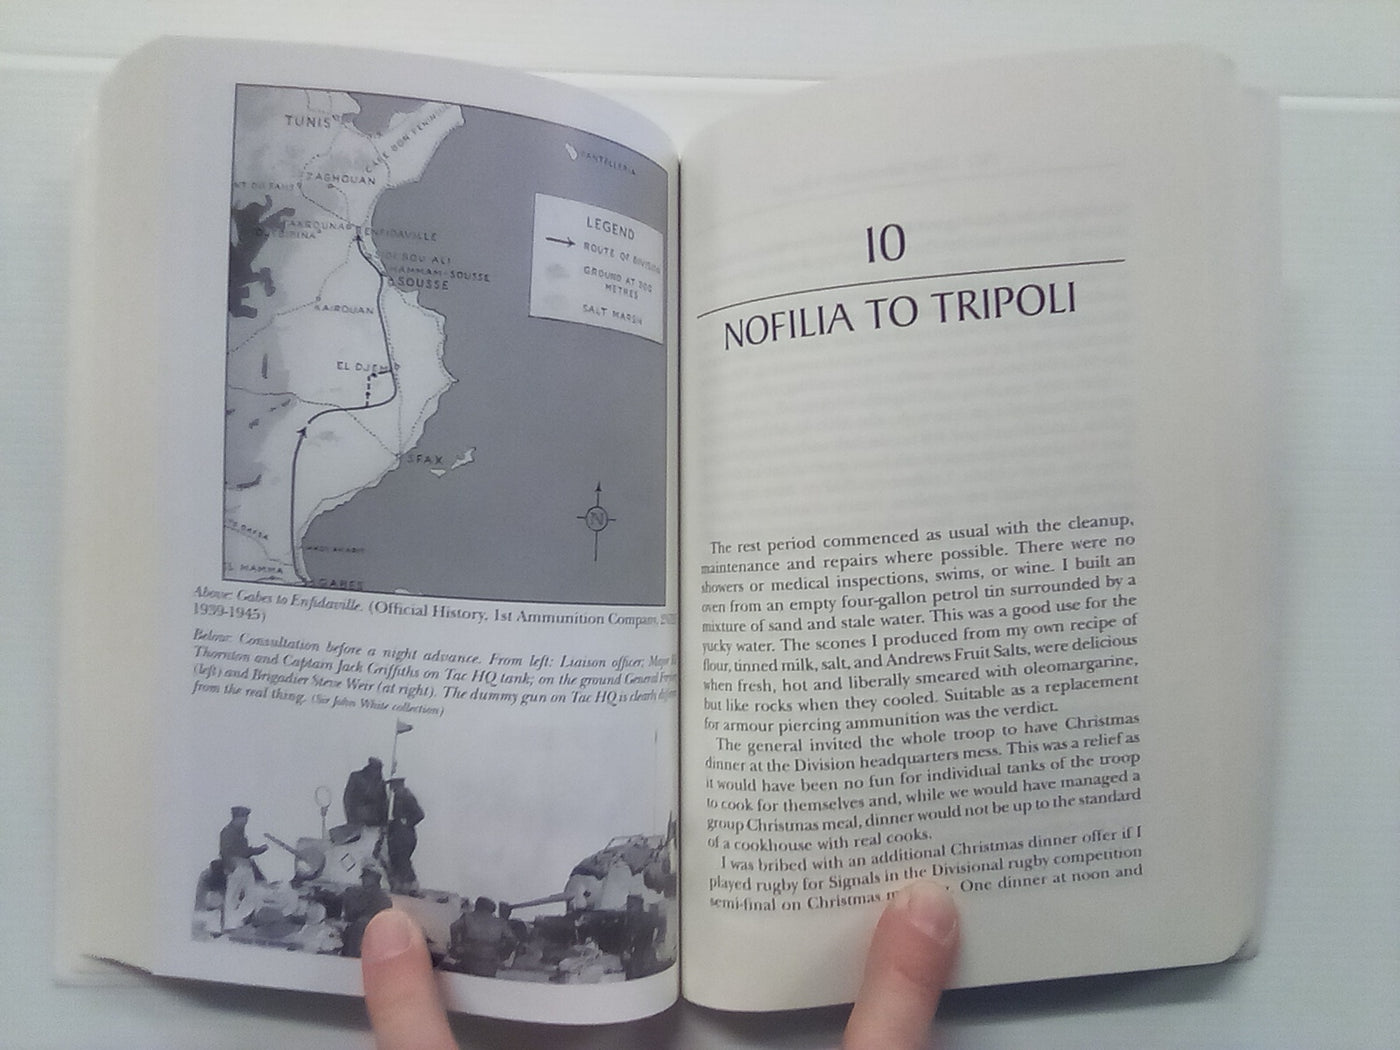 TUNIS
CAPE BON PENINSULA
PANTELLERIA
ZAGHOUAN
TAKROUNA
ENFIDAVILLE
SIDI BOU ALI
HAMMAM-SOUSSE
SOUSSE
KAIROUAN
EL DJEM
SFAX
GABES
LEGEND
ROUTE OF DIVISION
GROUND AT 200
METRES
SALT MARSH
N
Above: Gabes to Enfidaville. (Official History, 1st Ammunition Company,
1939-1945)
Below: Consultation before a night advance. From left: Liaison officer; Major
Thornton and Captain Jack Griffiths on Tac HQ tank; on the ground General
(left) and Brigadier Steve Weir (at right). The dummy gun on Tac HQ is clearly
from the real thing. (Sir John White collection)
10
NOFILIA TO TRIPOLI
The rest period commenced as usual with the cleanup,
maintenance and repairs where possible. There were no
showers or medical inspections, swims, or wine. I built an
oven from an empty four-gallon petrol tin surrounded by a
mixture of sand and stale water. This was a good use for the
yucky water. The scones I produced from my own recipe of
flour, tinned milk, salt, and Andrews Fruit Salts, were delicious
when fresh, hot and liberally smeared with oleomargarine,
but like rocks when they cooled. Suitable as a replacement
for armour piercing ammunition was the verdict.
The general invited the whole troop to have Christmas
dinner at the Division headquarters mess. This was a relief as
it would have been no fun for individual tanks of the troop
to cook for themselves and, while we would have managed a
group Christmas meal, dinner would not be up to the standard
of a cookhouse with real cooks.
I was bribed with an additional Christmas dinner offer if I
played rugby for Signals in the Divisional rugby competition
semi-final on Christmas One dinner at noon and